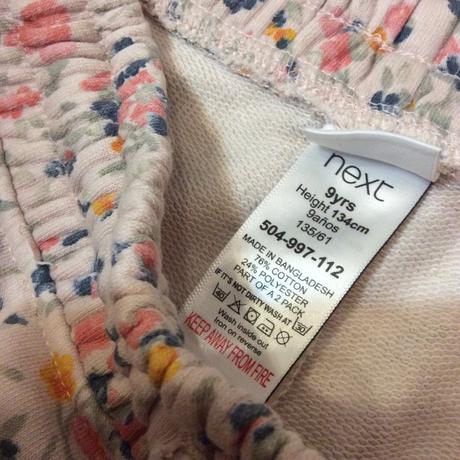 next
9yrs
Height 134cm
9años
135/61
504-997-112
MADE IN BANGLADESH
76% COTTON
24% POLYESTER
PART OF A 2 PACK
IF IT'S NOT DIRTY WASH AT 30
Wash inside out
Iron on reverse
KEEP AWAY FROM FIRE